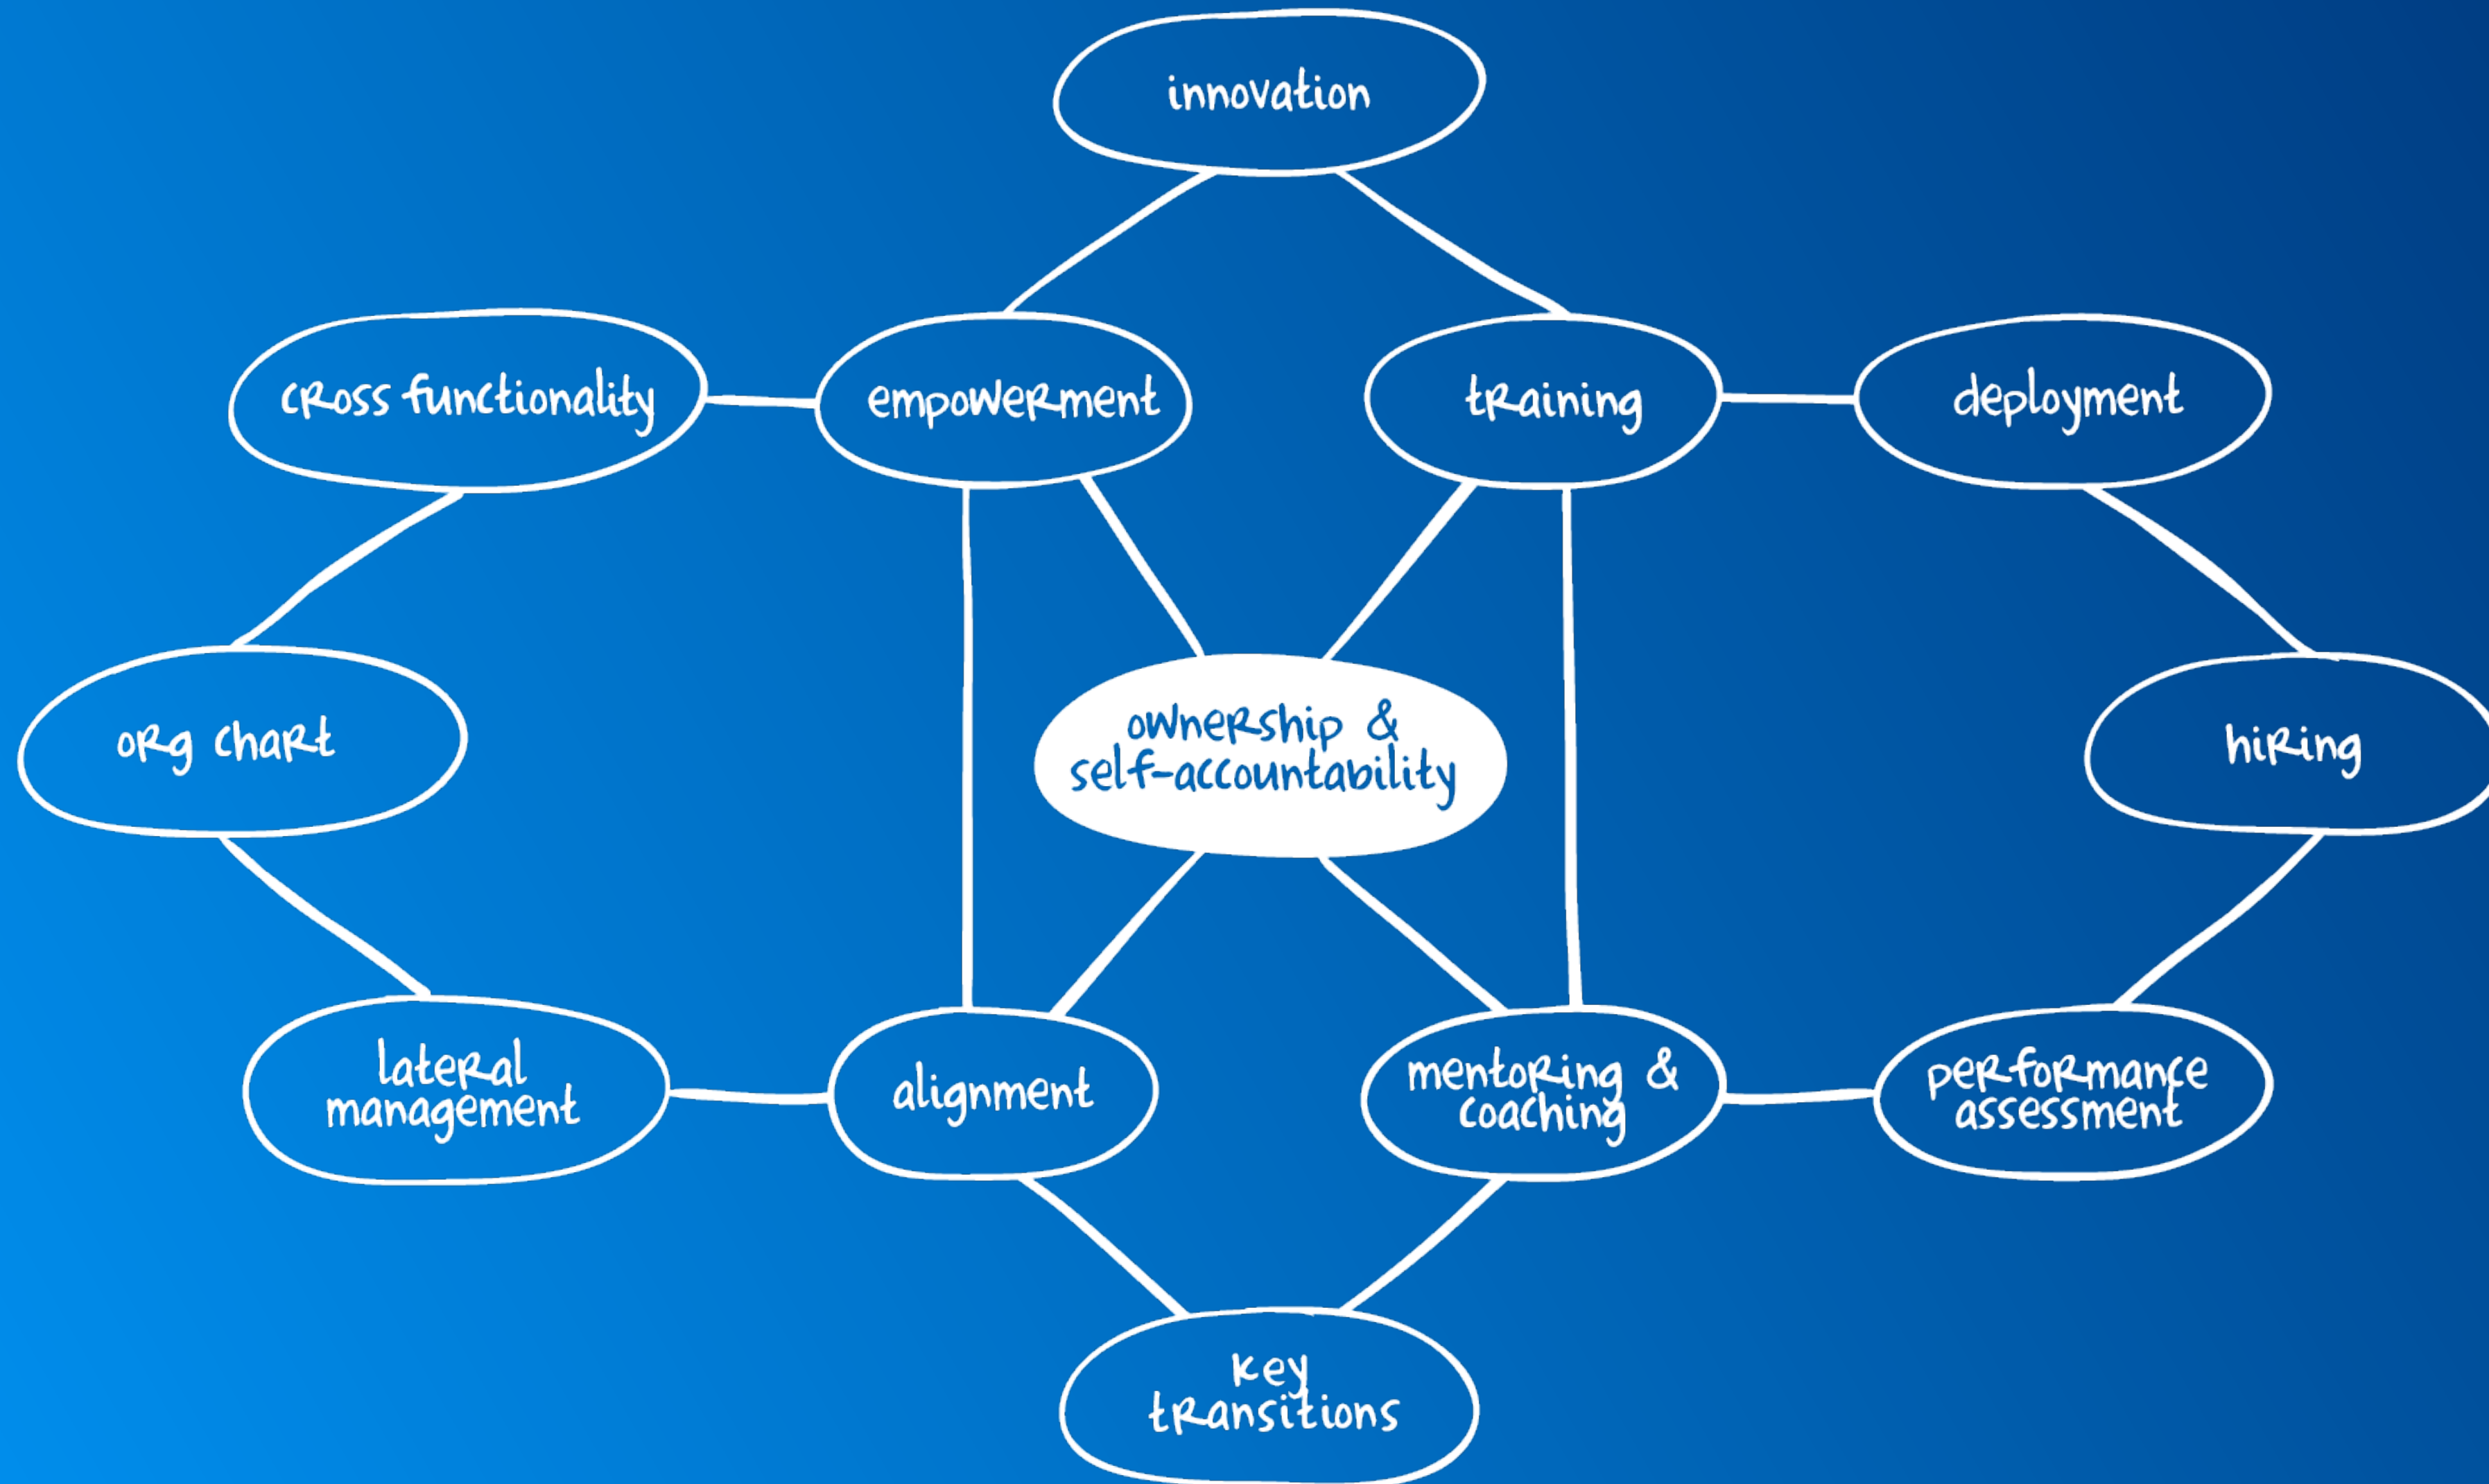 innovation
cross functionality
empowerment
training
deployment
org chart
ownership &
self-accountability
hiring
lateral
management
alignment
mentoring &
coaching
performance
assessment
key
transitions